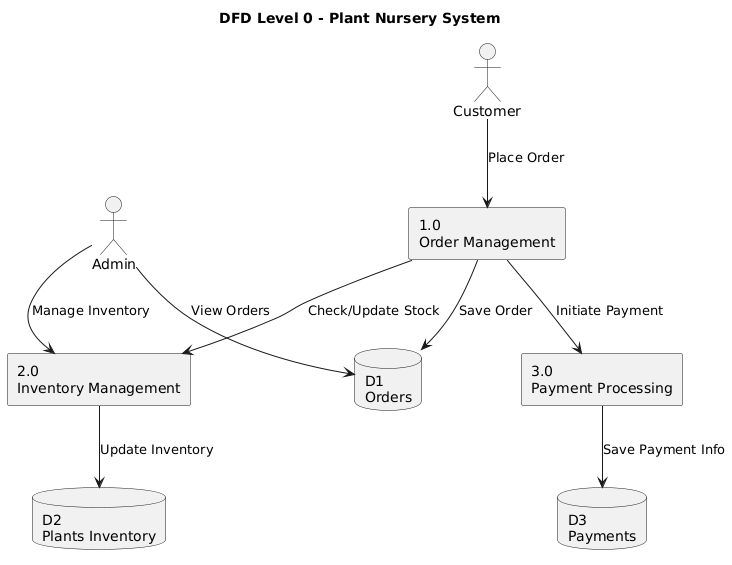 DFD Level 0 - Plant Nursery System
Customer
Place Order
Admin
1.0
Order Management
Manage Inventory
View Orders
Check/Update Stock
Save Order
Initiate Payment
2.0
Inventory Management
D1
Orders
3.0
Payment Processing
Update Inventory
Save Payment Info
D2
Plants Inventory
D3
Payments